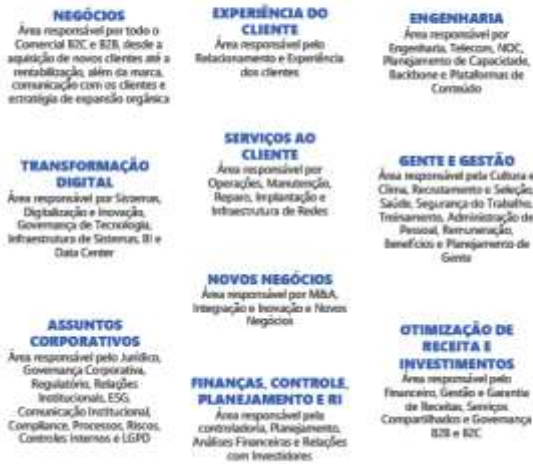 NEGÓCIOS
Área responsável por todo o
Comercial B2C e B2B, desde a
aquisição de novos clientes até a
rentabilização, além da marca,
comunicação com os clientes e
estratégia de expansão orgânica
TRANSFORMAÇÃO
DIGITAL
Área responsável por Sistemas,
Digitalização e Inovação,
Governança de Tecnologia,
Infraestrutura de Sistemas, BI e
Data Center
ASSUNTOS
CORPORATIVOS
Área responsável pelo Jurídico,
Governança Corporativa,
Regulatório, Relações
Institucionais, ESG,
Comunicação Institucional,
Compliance, Processos, Riscos,
Controles Internos e LGPD
EXPERIÊNCIA DO
CLIENTE
Área responsável pelo
Relacionamento e Experiência
dos clientes
SERVIÇOS AO
CLIENTE
Área responsável por
Operações, Manutenção,
Reparo, Implantação e
Infraestrutura de Redes
NOVOS NEGÓCIOS
Área responsável por M&A,
Integração e Inovação e Novos
Negócios
FINANÇAS, CONTROLE,
PLANEJAMENTO E RI
Área responsável pela
controladoria, Planejamento,
Análises Financeiras e Relações
com Investidores
ENGENHARIA
Área responsável por
Engenharia, Telecom, NOC,
Planejamento de Capacidade,
Backbone e Plataformas de
Conteúdo
GENTE E GESTÃO
Área responsável pela Cultura e
Clima, Recrutamento e Seleção,
Saúde, Segurança do Trabalho,
Treinamento, Administração de
Pessoal, Remuneração,
Benefícios e Planejamento de
Gente
OTIMIZAÇÃO DE
RECEITA E
INVESTIMENTOS
Área responsável pelo
Financeiro, Gestão e Garantia
de Receitas, Serviços
Compartilhados e Governança
B2B e B2C